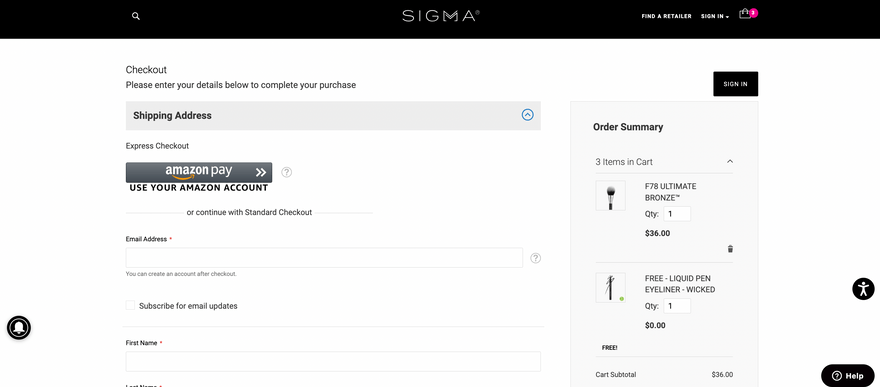 SIGMA®
FIND A RETAILER
SIGN IN
3
Checkout
Please enter your details below to complete your purchase
SIGN IN
Shipping Address
Express Checkout
amazon pay
USE YOUR AMAZON ACCOUNT
?
or continue with Standard Checkout
Email Address *
?
You can create an account after checkout.
Subscribe for email updates
First Name *
Order Summary
3 Items in Cart
F78 ULTIMATE
BRONZE™
Qty: 1
$36.00
FREE - LIQUID PEN
EYELINER - WICKED
Qty: 1
$0.00
FREE!
Cart Subtotal $36.00
? Help